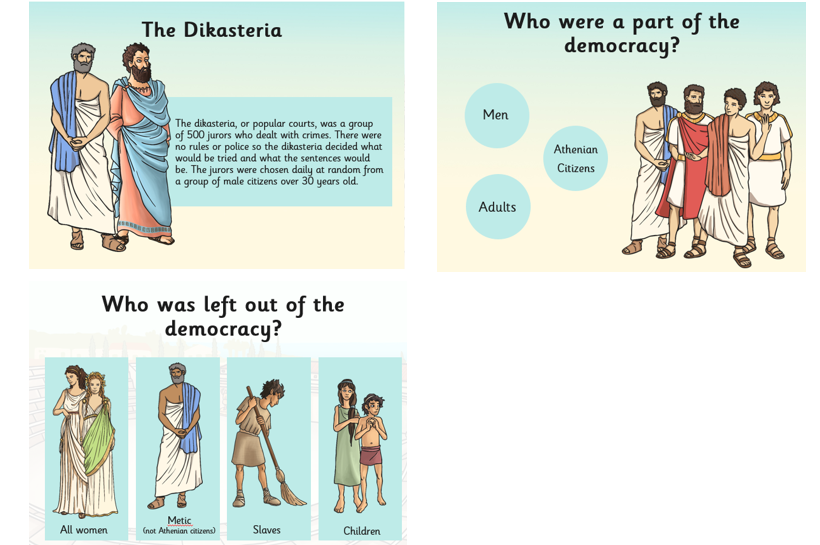 The Dikasteria
The dikasteria, or popular courts, was a group
of 500 jurors who dealt with crimes. There were
no rules or police so the dikasteria decided what
would be tried and what the sentences would
be. The jurors were chosen daily at random from
a group of male citizens over 30 years old.
Who were a part of the
democracy?
Men
Athenian
Citizens
Adults
Who was left out of the
democracy?
All women
Metic
(not Athenian citizens)
Slaves
Children